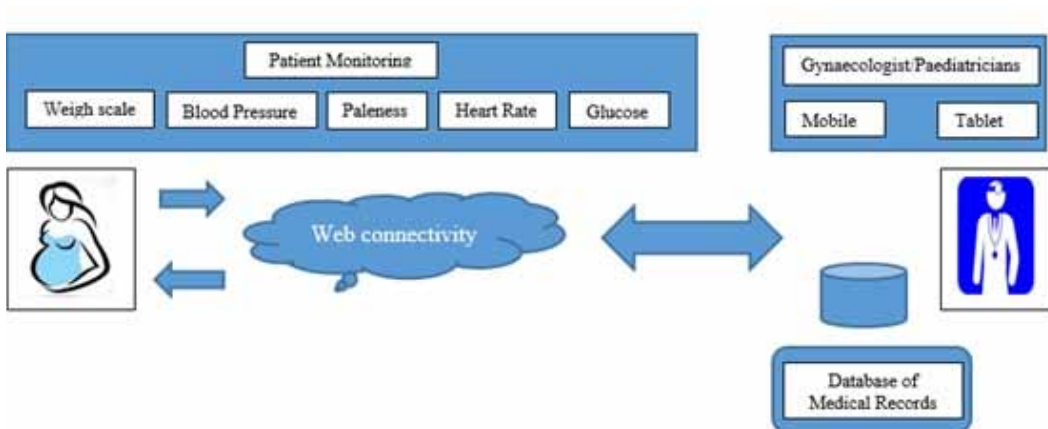 Patient Monitoring
Weigh scale
Blood Pressure
Paleness
Heart Rate
Glucose
Gynaecologist/Paediatricians
Mobile
Tablet
Web connectivity
Database of
Medical Records